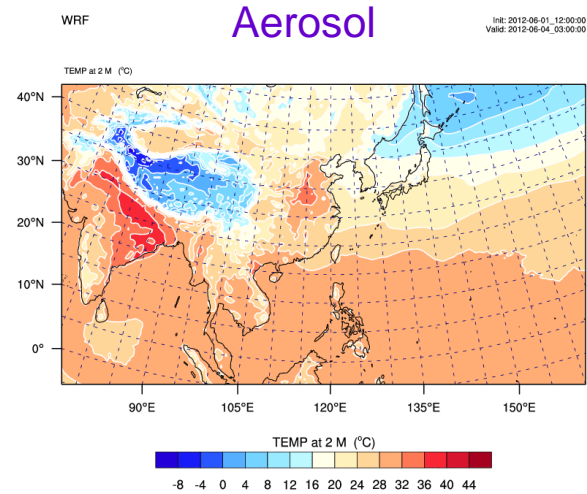 WRF
Aerosol
Init: 2012-06-01_12:00:00
Valid: 2012-06-04_03:00:00
TEMP at 2 M (°C)
40°N
30°N
20°N
10°N
0°
90°E 105°E 120°E 135°E 150°E
TEMP at 2 M (°C)
-8 -4 0 4 8 12 16 20 24 28 32 36 40 44